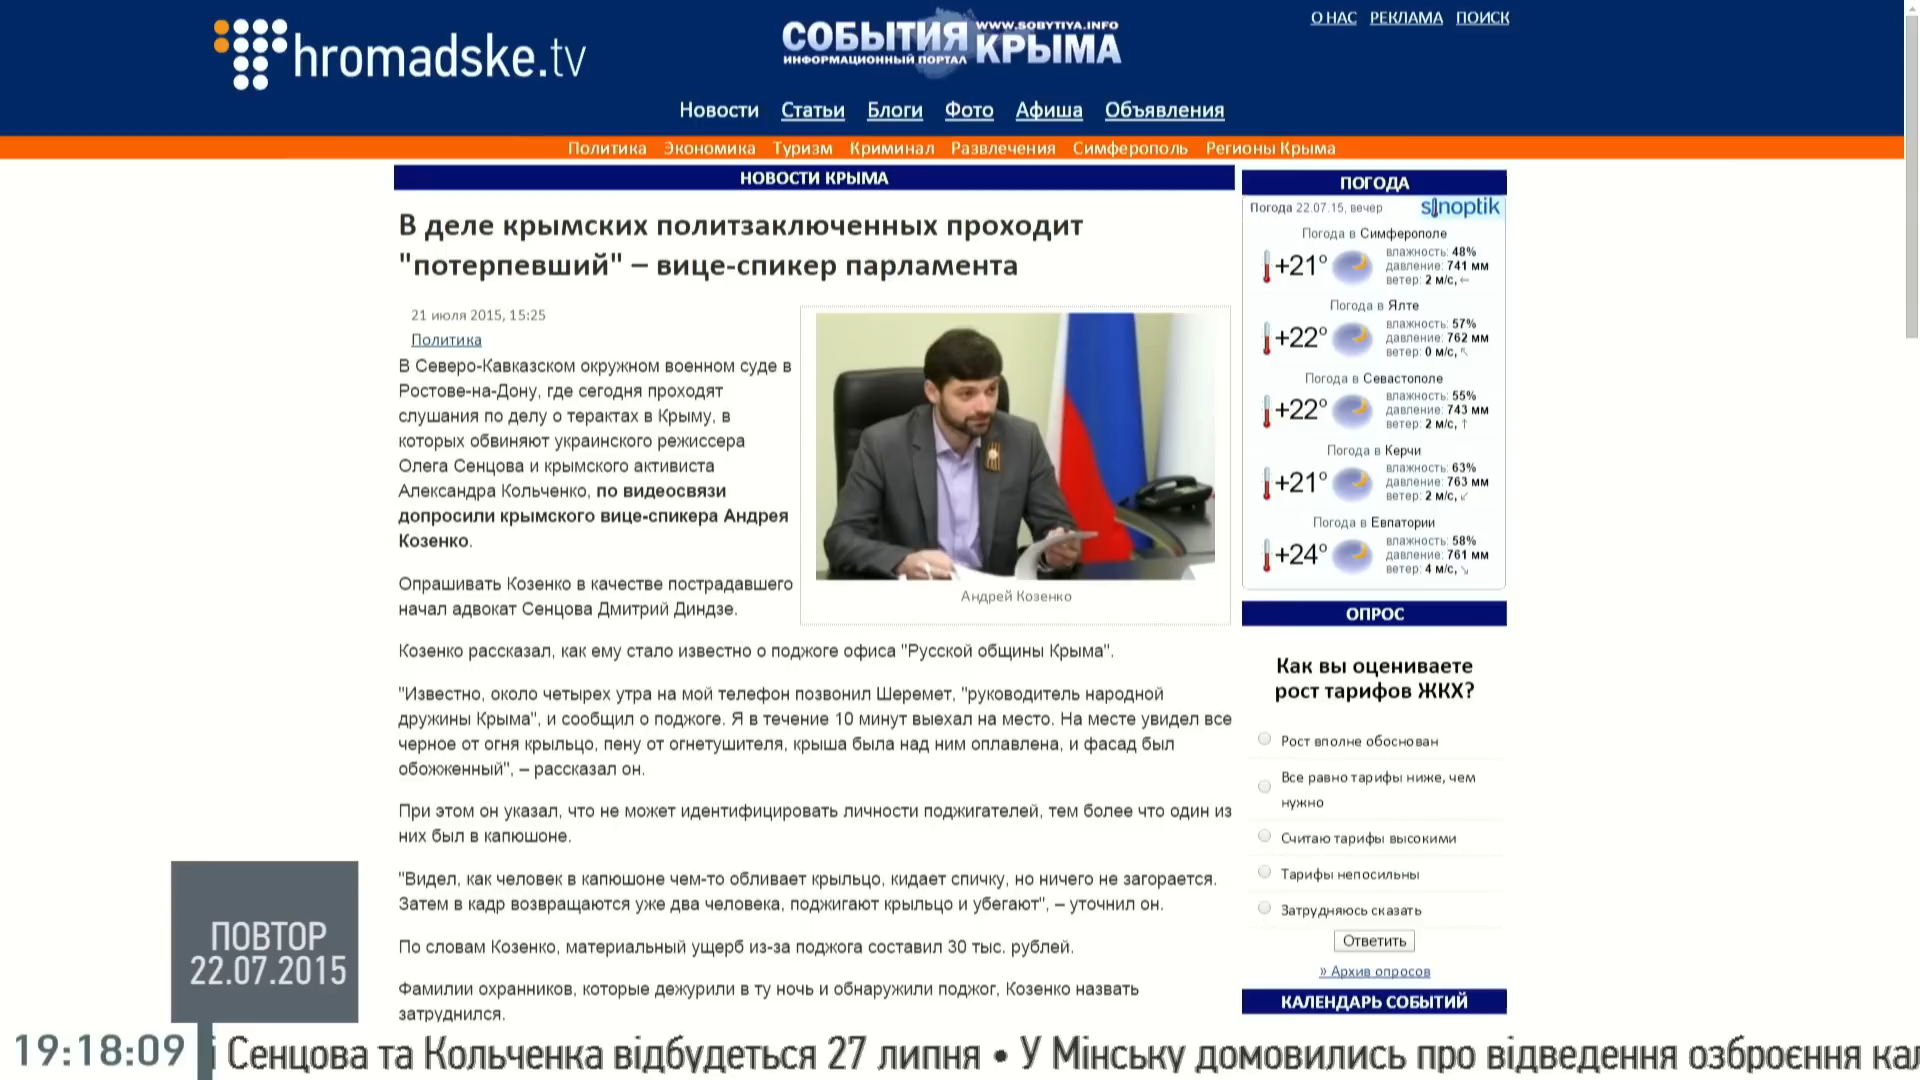 hromadske.tv
СОБЫТИЯ КРЫМА
WWW.SOBYTIYA.INFO
ИНФОРМАЦИОННЫЙ ПОРТАЛ
О НАС РЕКЛАМА ПОИСК
Новости Статьи Блоги Фото Афиша Объявления
Политика Экономика Туризм Криминал Развлечения Симферополь Регионы Крыма
НОВОСТИ КРЫМА
В деле крымских политзаключенных проходит
"потерпевший" – вице-спикер парламента
21 июля 2015, 15:25
Политика
В Северо-Кавказском окружном военном суде в
Ростове-на-Дону, где сегодня проходят
слушания по делу о терактах в Крыму, в
которых обвиняют украинского режиссера
Олега Сенцова и крымского активиста
Александра Кольченко, по видеосвязи
допросили крымского вице-спикера Андрея
Козенко.
Андрей Козенко
Опрашивать Козенко в качестве пострадавшего
начал адвокат Сенцова Дмитрий Диндзе.
Козенко рассказал, как ему стало известно о поджоге офиса "Русской общины Крыма".
"Известно, около четырех утра на мой телефон позвонил Шеремет, "руководитель народной
дружины Крыма", и сообщил о поджоге. Я в течение 10 минут выехал на место. На месте увидел все
черное от огня крыльцо, пену от огнетушителя, крыша была над ним оплавлена, и фасад был
обожженный", – рассказал он.
При этом он указал, что не может идентифицировать личности поджигателей, тем более что один из
них был в капюшоне.
"Видел, как человек в капюшоне чем-то обливает крыльцо, кидает спичку, но ничего не загорается.
Затем в кадр возвращаются уже два человека, поджигают крыльцо и убегают", – уточнил он.
По словам Козенко, материальный ущерб из-за поджога составил 30 тыс. рублей.
Фамилии охранников, которые дежурили в ту ночь и обнаружили поджог, Козенко назвать
затруднился.
ПОГОДА
Погода 22.07.15, вечер sinoptik
Погода в Симферополе
+21°
влажность: 48%
давление: 741 мм
ветер: 2 м/с, ←
Погода в Ялте
+22°
влажность: 57%
давление: 762 мм
ветер: 0 м/с, ↖
Погода в Севастополе
+22°
влажность: 55%
давление: 743 мм
ветер: 2 м/с, ↑
Погода в Керчи
+21°
влажность: 63%
давление: 763 мм
ветер: 2 м/с, ↙
Погода в Евпатории
+24°
влажность: 58%
давление: 761 мм
ветер: 4 м/с, ↘
ОПРОС
Как вы оцениваете
рост тарифов ЖКХ?
Рост вполне обоснован
Все равно тарифы ниже, чем
нужно
Считаю тарифы высокими
Тарифы непосильны
Затрудняюсь сказать
Ответить
» Архив опросов
КАЛЕНДАРЬ СОБЫТИЙ
ПОВТОР
22.07.2015
19:18:09 і Сенцова та Кольченка відбудеться 27 липня • У Мінську домовились про відведення озброєння кал